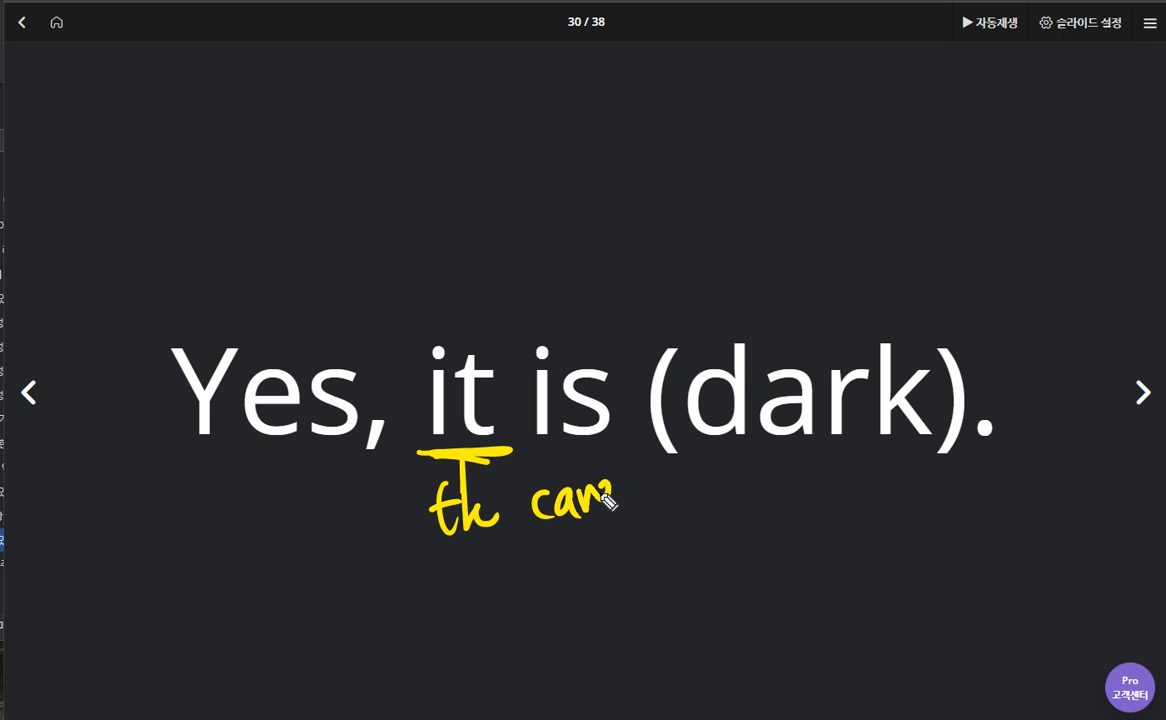 30 / 38
▶ 자동재생
슬라이드 설정
Yes, it is (dark).
the
Pro
고객센터